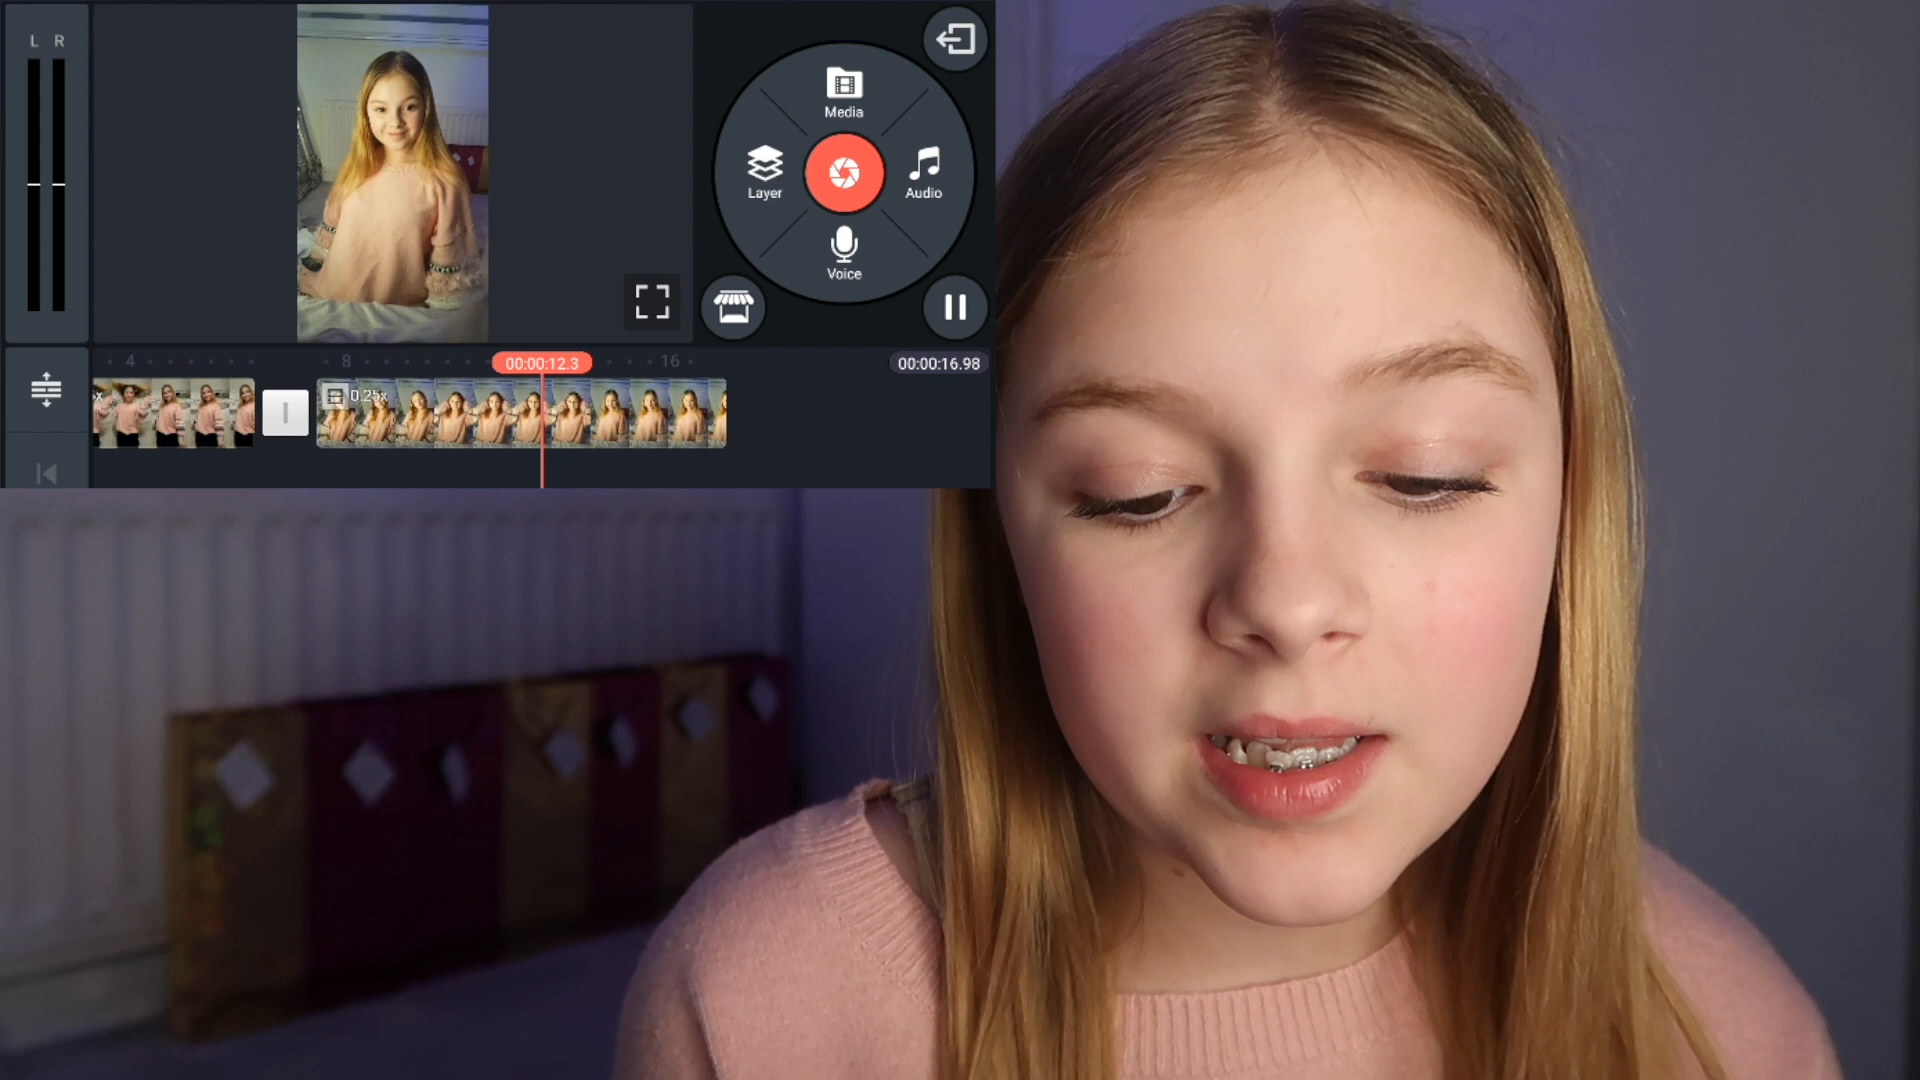 L R
Media
Layer
Audio
Voice
4
8
00:00:12.3
16
00:00:16.98
x
0.25x